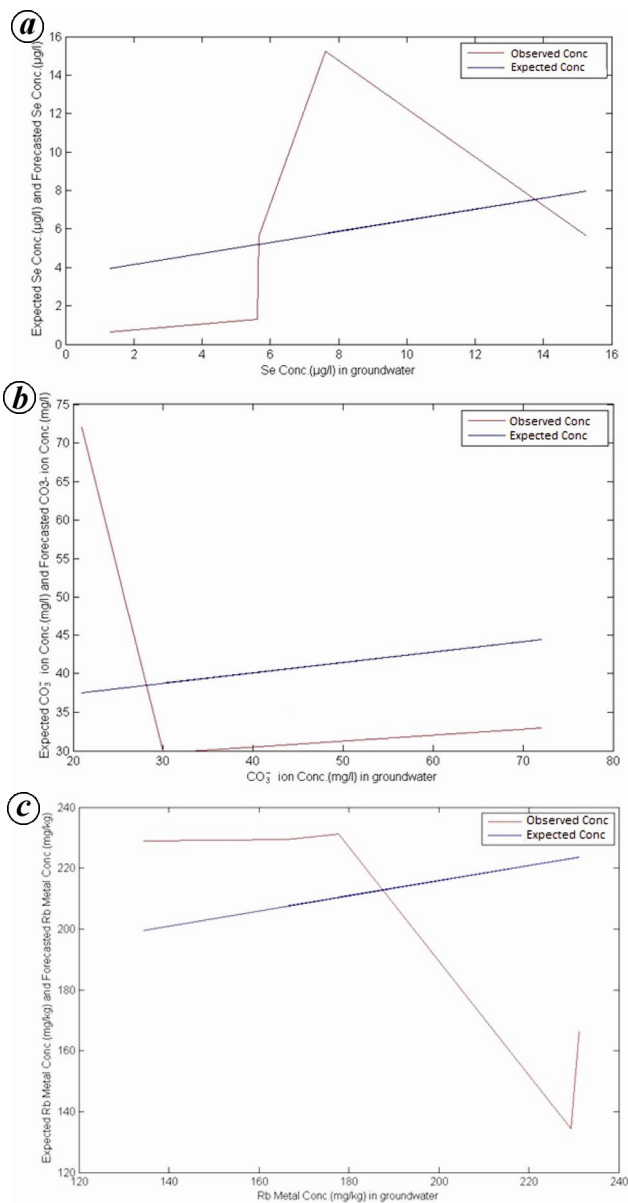 a
Expected Se Conc.(µg/l) and Forecasted Se Conc.(µg/l)
16
14
12
10
8
6
4
2
0
Observed Conc
Expected Conc
0 2 4 6 8 10 12 14 16
Se Conc.(µg/l) in groundwater
b
Expected CO3- ion Conc.(mg/l) and Forecasted CO3- ion Conc.(mg/l)
75
70
65
60
55
50
45
40
35
30
Observed Conc
Expected Conc
20 30 40 50 60 70 80
CO3- ion Conc.(mg/l) in groundwater
c
Expected Rb Metal Conc (mg/kg) and Forecasted Rb Metal Conc (mg/kg)
240
220
200
180
160
140
120
Observed Conc
Expected Conc
120 140 160 180 200 220 240
Rb Metal Conc (mg/kg) in groundwater